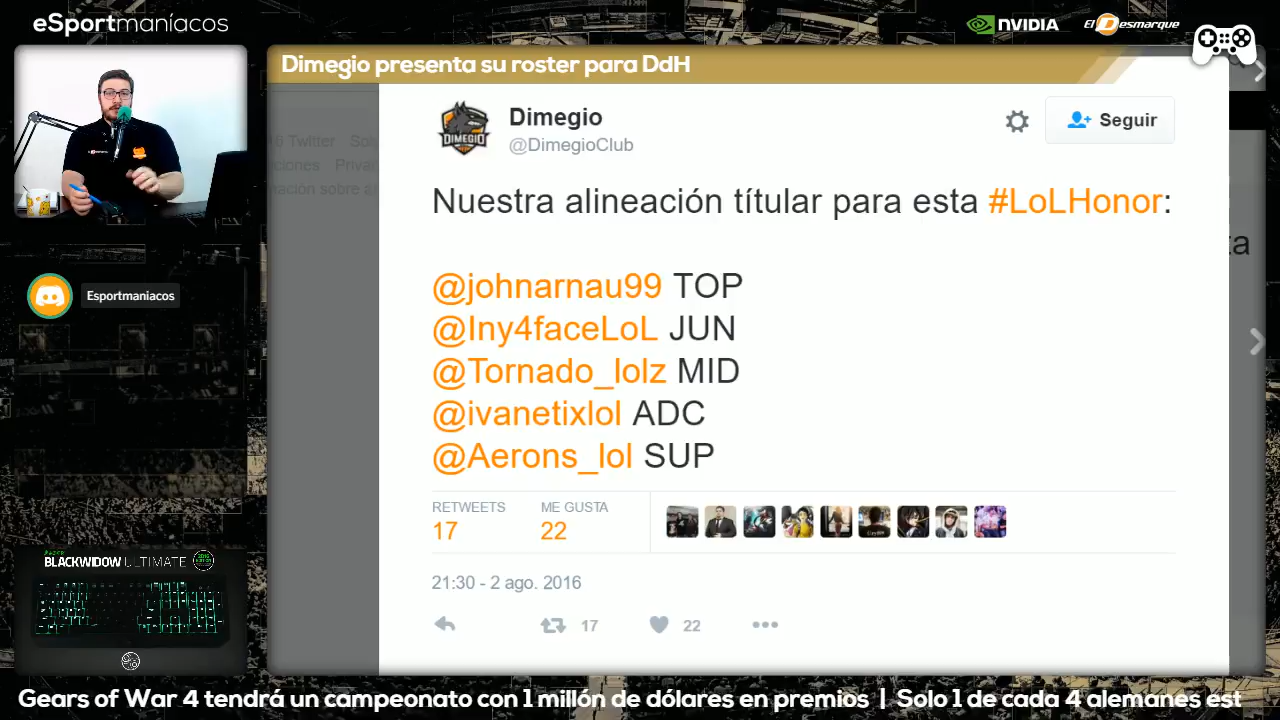 eSportmaníacos
NVIDIA
El Desmarque
Dimegio presenta su roster para DdH
Dimegio
@DimegioClub
Seguir
DIMEGIO
Nuestra alineación títular para esta #LoLHonor:
@johnarnau99 TOP
@Iny4faceLoL JUN
@Tornado_lolz MID
@ivanetixlol ADC
@Aerons_lol SUP
RETWEETS
ME GUSTA
17
22
21:30 - 2 ago. 2016
17
22
Twitter
Esportmaniacos
RAZER
BLACKWIDOW ULTIMATE
Gears of War 4 tendrá un campeonato con 1 millón de dólares en premios | Solo 1 de cada 4 alemanes est